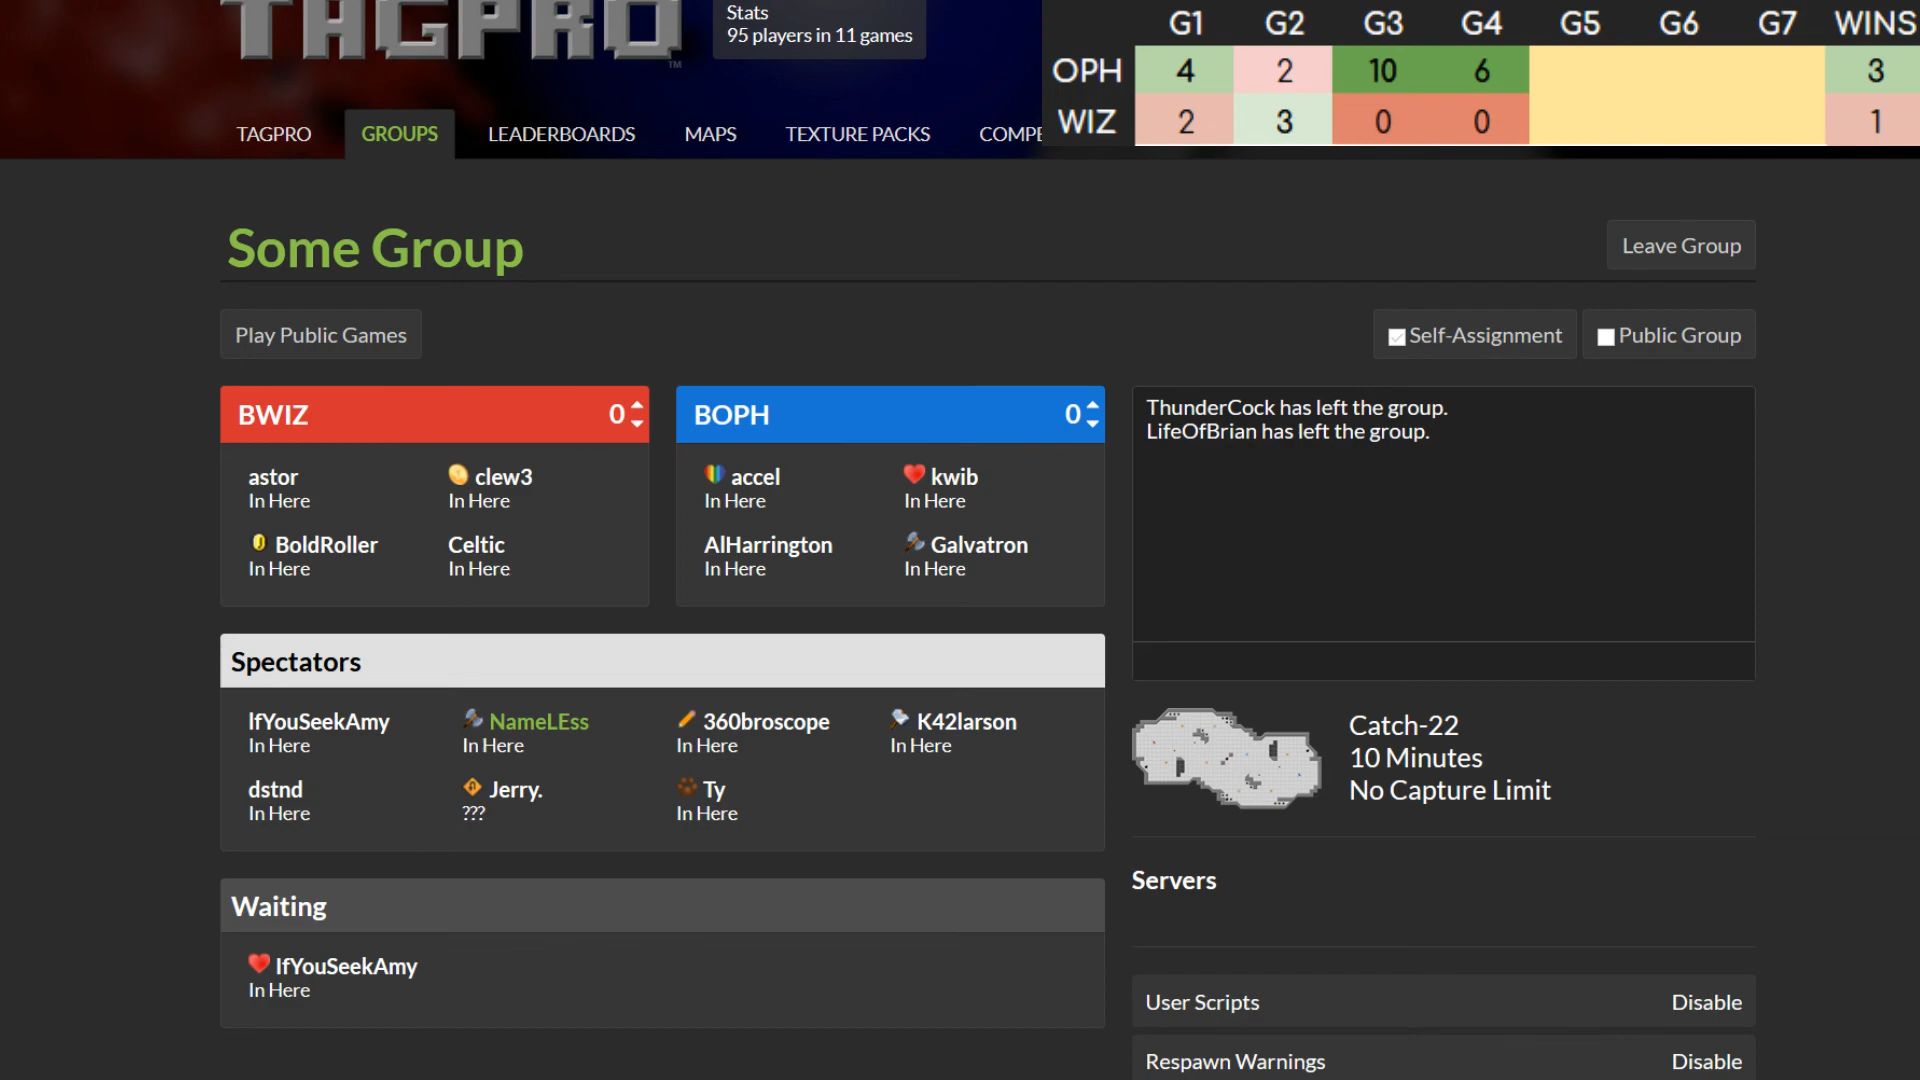 TAGPRO
TM
Stats
95 players in 11 games
G1 G2 G3 G4 G5 G6 G7 WINS
OPH 4 2 10 6 3
WIZ 2 3 0 0 1
TAGPRO GROUPS LEADERBOARDS MAPS TEXTURE PACKS COMPE
Some Group
Leave Group
Play Public Games
Self-Assignment
Public Group
BWIZ 0
BOPH 0
astor
In Here
clew3
In Here
BoldRoller
In Here
Celtic
In Here
accel
In Here
kwib
In Here
AlHarrington
In Here
Galvatron
In Here
ThunderCock has left the group.
LifeOfBrian has left the group.
Spectators
IfYouSeekAmy
In Here
NameLEss
In Here
360broscope
In Here
K42larson
In Here
dstnd
In Here
Jerry.
???
Ty
In Here
Catch-22
10 Minutes
No Capture Limit
Waiting
IfYouSeekAmy
In Here
Servers
User Scripts Disable
Respawn Warnings Disable